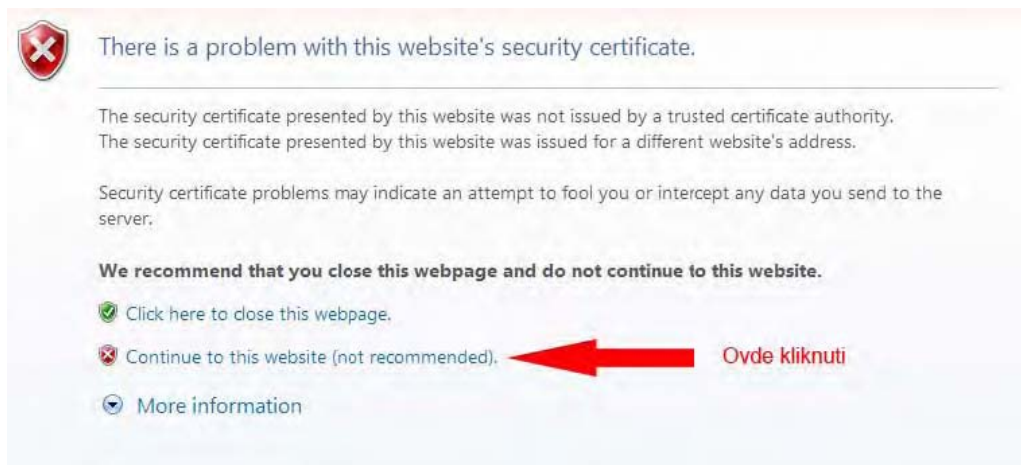 There is a problem with this website's security certificate.
The security certificate presented by this website was not issued by a trusted certificate authority.
The security certificate presented by this website was issued for a different website's address.
Security certificate problems may indicate an attempt to fool you or intercept any data you send to the
server.
We recommend that you close this webpage and do not continue to this website.
Click here to close this webpage.
Continue to this website (not recommended). Ovde kliknuti
More information